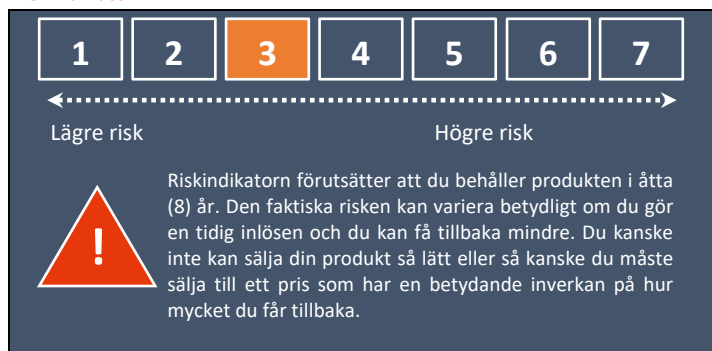 1 2 3 4 5 6 7
Lägre risk Högre risk
Riskindikatorn förutsätter att du behåller produkten i åtta
(8) år. Den faktiska risken kan variera betydligt om du gör
en tidig inlösen och du kan få tillbaka mindre. Du kanske
inte kan sälja din produkt så lätt eller så kanske du måste
sälja till ett pris som har en betydande inverkan på hur
mycket du får tillbaka.
!